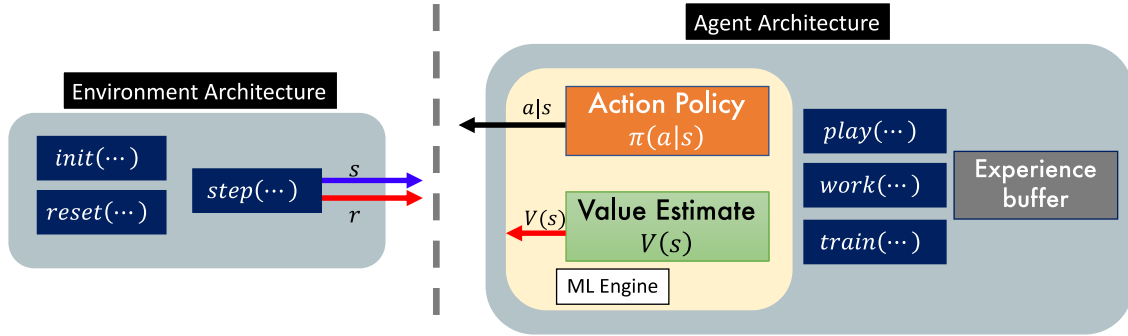 Agent Architecture
Environment Architecture
init(⋯)
reset(⋯)
step(⋯)
s
r
a|s
Action Policy
π(a|s)
V(s)
Value Estimate
V(s)
ML Engine
play(⋯)
work(⋯)
train(⋯)
Experience
buffer